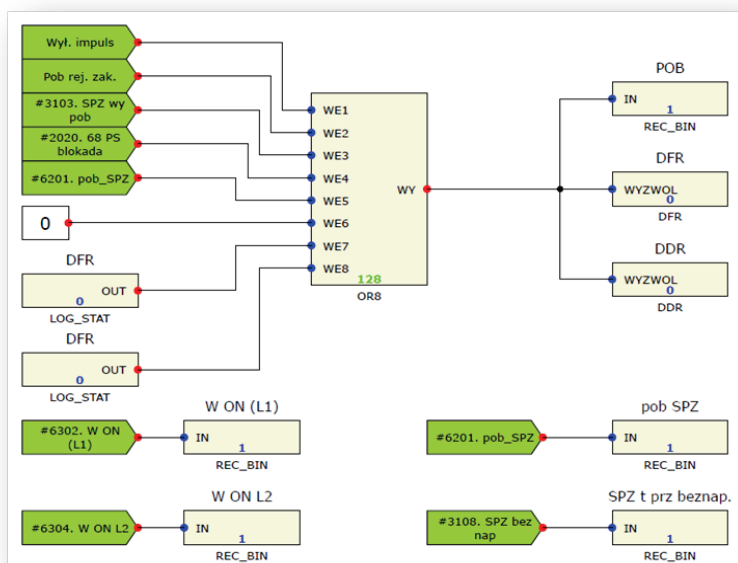 Wył. impuls
Pob rej. zak.
#3103. SPZ wy
pob
#2020. 68 PS
blokada
#6201. pob_SPZ
0
DFR
OUT
0
LOG_STAT
DFR
OUT
0
LOG_STAT
WE1
WE2
WE3
WE4
WE5
WE6
WE7
WE8
WY
128
OR8
POB
IN
1
REC_BIN
DFR
WYZWOL
0
DFR
DDR
WYZWOL
0
DDR
W ON (L1)
#6302. W ON
(L1)
IN
1
REC_BIN
pob SPZ
#6201. pob_SPZ
IN
1
REC_BIN
W ON L2
#6304. W ON L2
IN
1
REC_BIN
SPZ t prz beznap.
#3108. SPZ bez
nap
IN
1
REC_BIN